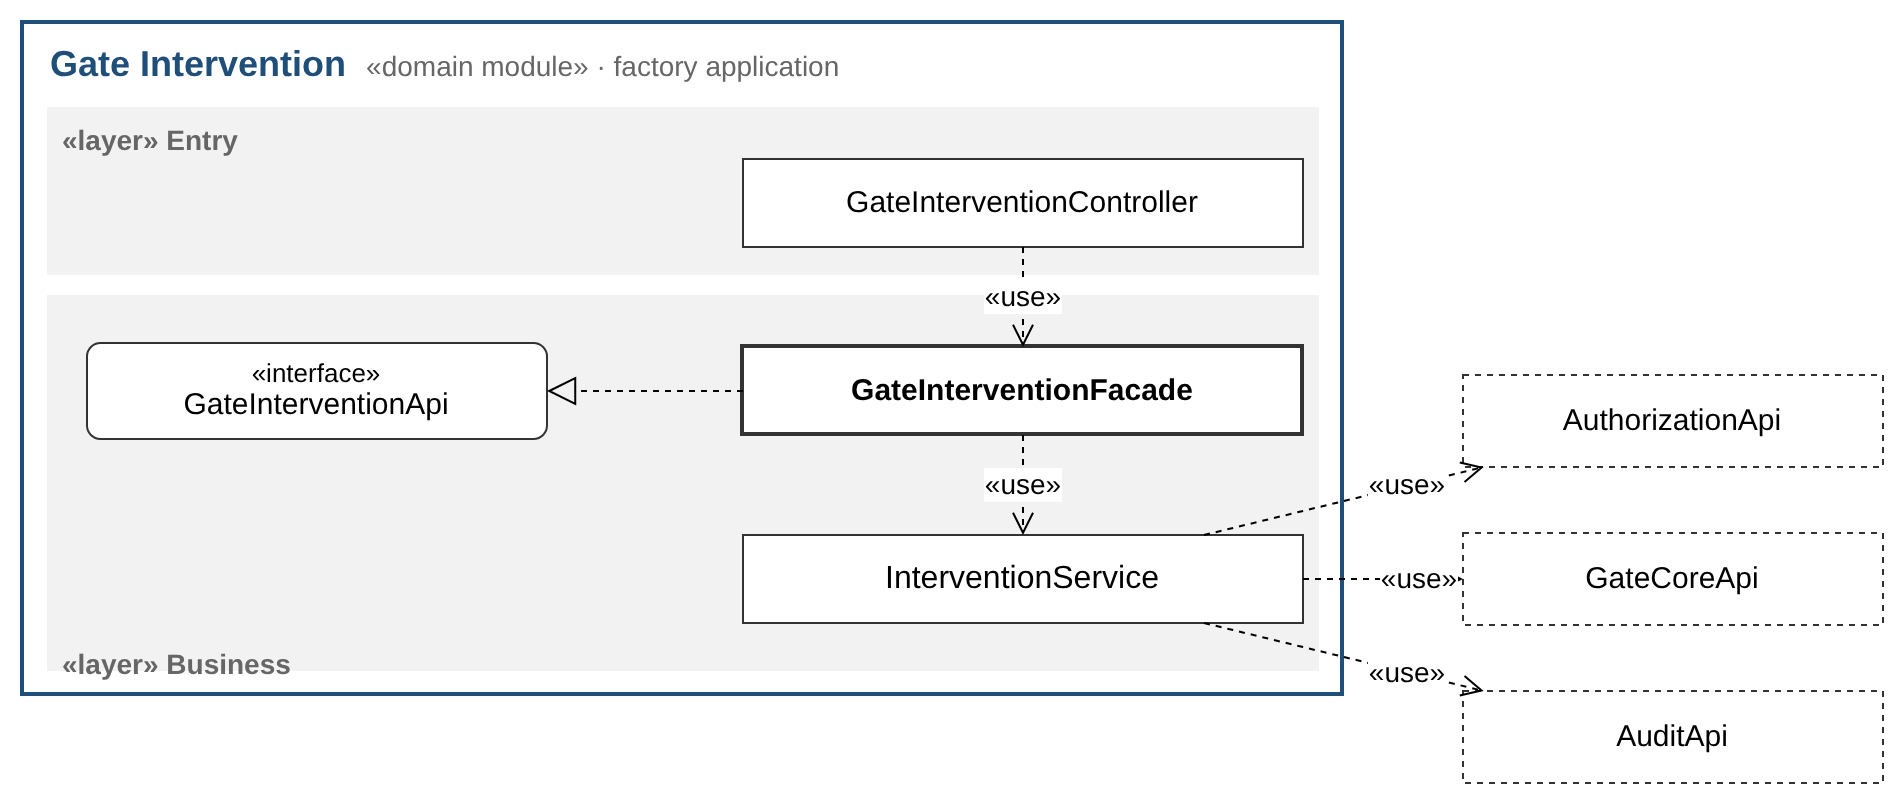 Gate Intervention «domain module» · factory application
«layer» Entry
GateInterventionController
«use»
«interface»
GateInterventionApi
GateInterventionFacade
AuthorizationApi
«use»
«use»
InterventionService
«use»
GateCoreApi
«layer» Business
«use»
AuditApi